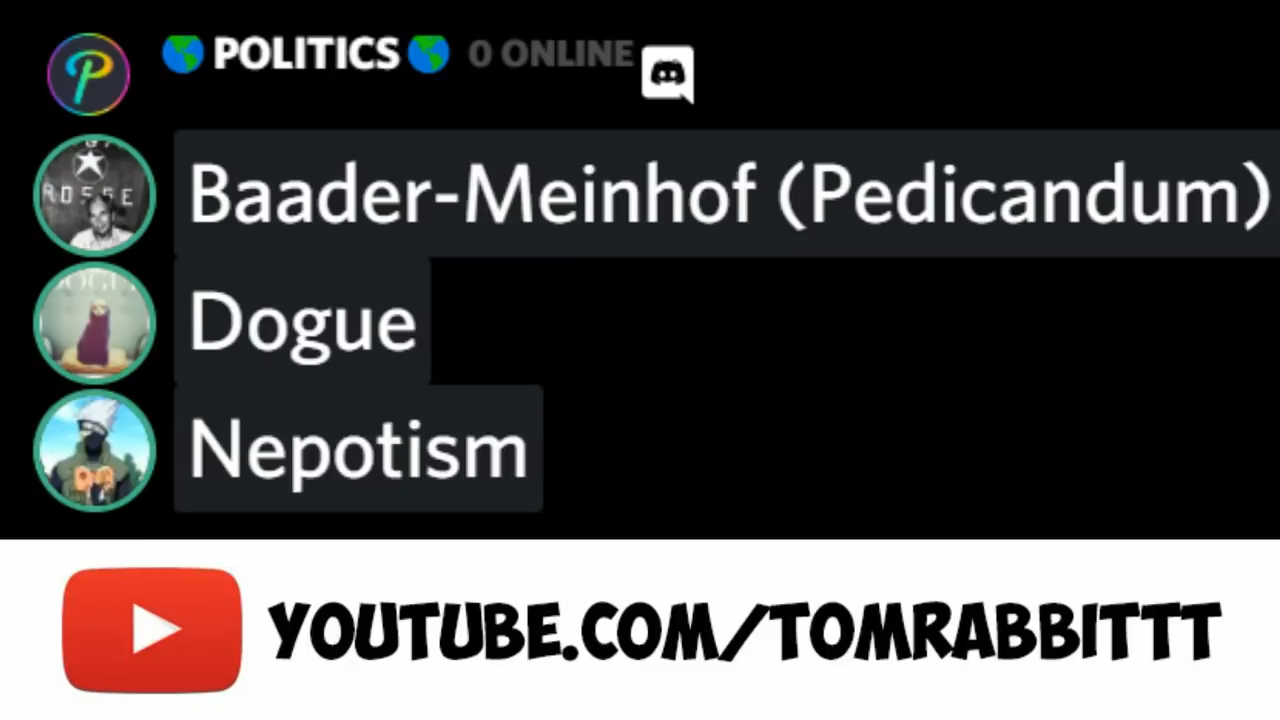 POLITICS 0 ONLINE
Baader-Meinhof (Pedicandum)
Dogue
Nepotism
YOUTUBE.COM/TOMRABBITTT